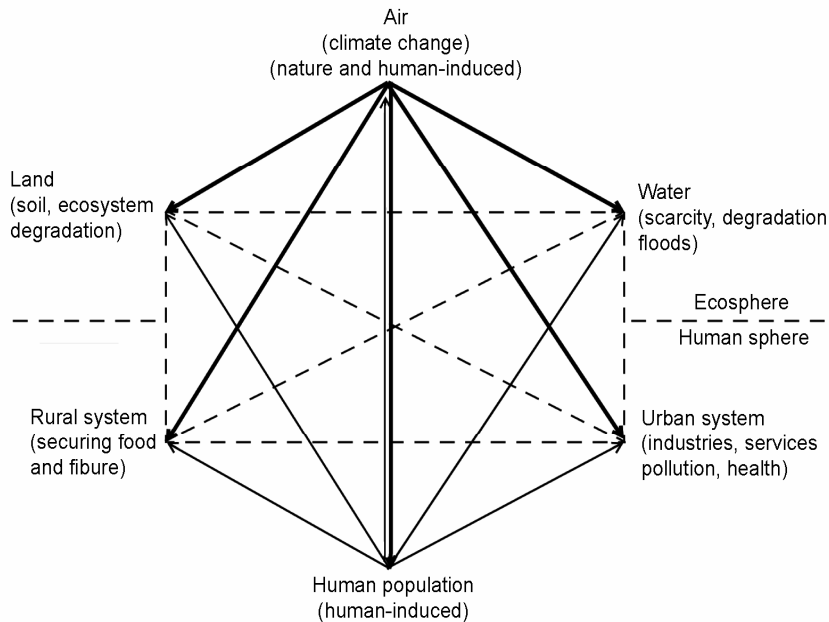 Air
(climate change)
(nature and human-induced)
Land
(soil, ecosystem
degradation)
Water
(scarcity, degradation
floods)
Ecosphere
Human sphere
Rural system
(securing food
and fibure)
Urban system
(industries, services
pollution, health)
Human population
(human-induced)